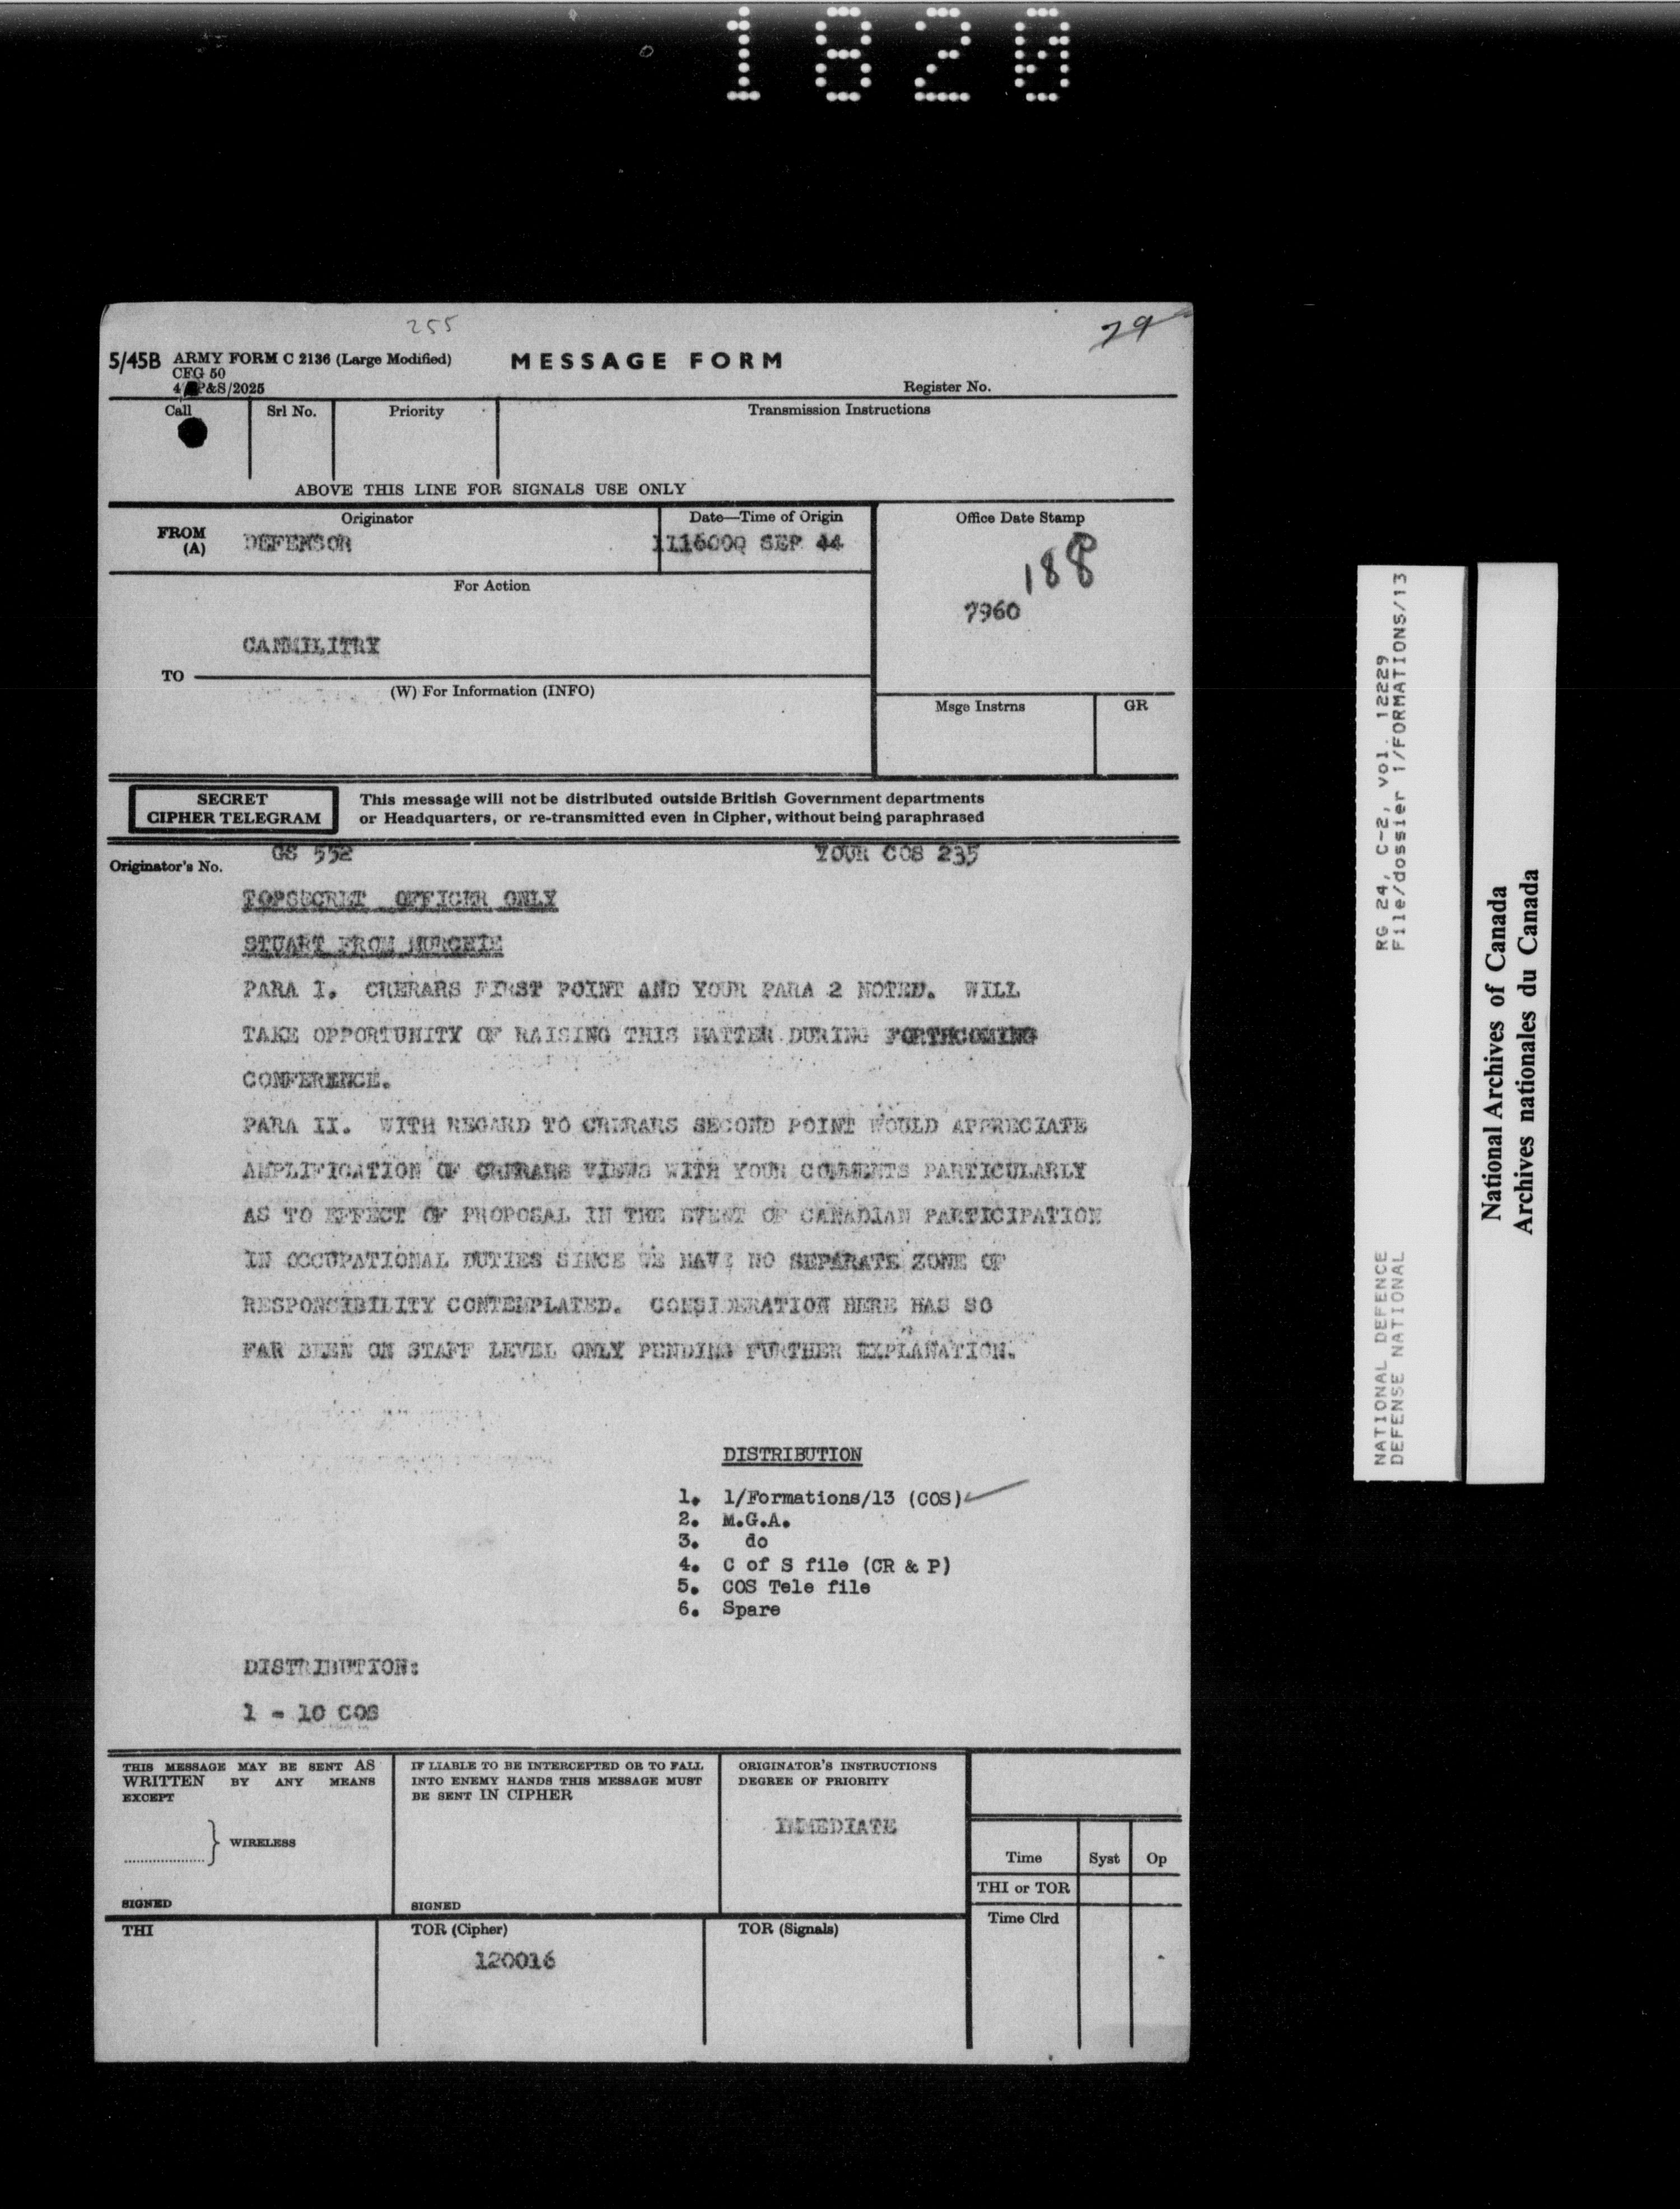 1820
255
29
5/45B ARMY FORM C 2136 (Large Modified) MESSAGE FORM
CFG 50
P&S/2025
Register No.
Call Srl No. Priority Transmission Instructions
ABOVE THIS LINE FOR SIGNALS USE ONLY
Originator Date—Time of Origin Office Date Stamp
FROM
(A) DEFENSOR 111600Q SEP 44
188
7960
For Action
CANMILITRY
TO
(W) For Information (INFO)
Msge Instrns GR
SECRET
CIPHER TELEGRAM
This message will not be distributed outside British Government departments
or Headquarters, or re-transmitted even in Cipher, without being paraphrased
Originator's No. GS 552 YOUR COS 235
TOPSECRET OFFICER ONLY
STUART FROM MURCHIE
PARA I. CRERARS FIRST POINT AND YOUR PARA 2 NOTED. WILL
TAKE OPPORTUNITY OF RAISING THIS MATTER DURING FORTHCOMING
CONFERENCE.
PARA II. WITH REGARD TO CRERARS SECOND POINT WOULD APPRECIATE
AMPLIFICATION OF CRERARS VIEWS WITH YOUR COMMENTS PARTICULARLY
AS TO EFFECT OF PROPOSAL IN THE EVENT OF CANADIAN PARTICIPATION
IN OCCUPATIONAL DUTIES SINCE WE HAVE NO SEPARATE ZONE OF
RESPONSIBILITY CONTEMPLATED. CONSIDERATION HERE HAS SO
FAR BEEN ON STAFF LEVEL ONLY PENDING FURTHER EXPLANATION.
DISTRIBUTION
1. 1/Formations/13 (COS)
2. M.G.A.
3. do
4. C of S file (CR & P)
5. COS Tele file
6. Spare
DISTRIBUTION:
1 - 10 COS
THIS MESSAGE MAY BE SENT AS
WRITTEN BY ANY MEANS
EXCEPT
WIRELESS
SIGNED
IF LIABLE TO BE INTERCEPTED OR TO FALL
INTO ENEMY HANDS THIS MESSAGE MUST
BE SENT IN CIPHER
SIGNED
ORIGINATOR'S INSTRUCTIONS
DEGREE OF PRIORITY
IMMEDIATE
Time Syst Op
THI or TOR
Time Clrd
THI
TOR (Cipher)
120016
TOR (Signals)
NATIONAL DEFENCE RG 24, C-2, vol. 12229
DEFENSE NATIONAL File/dossier 1/FORMATIONS/13
National Archives of Canada
Archives nationales du Canada